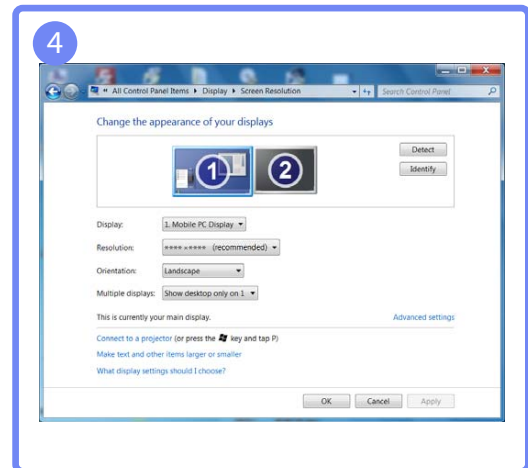 4
« All Control Panel Items ▸ Display ▸ Screen Resolution
Search Control Panel
Change the appearance of your displays
1
2
Detect
Identify
Display: 1. Mobile PC Display
Resolution: **** × **** (recommended)
Orientation: Landscape
Multiple displays: Show desktop only on 1
This is currently your main display.
Advanced settings
Connect to a projector (or press the key and tap P)
Make text and other items larger or smaller
What display settings should I choose?
OK
Cancel
Apply